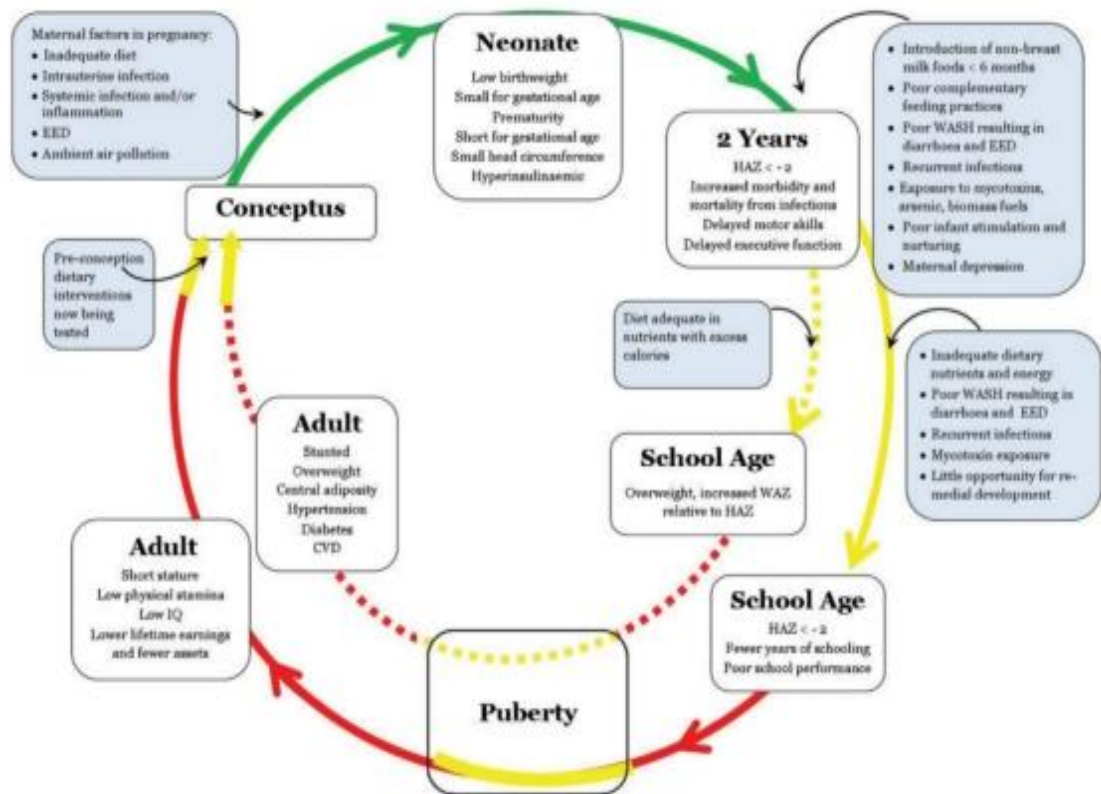 Maternal factors in pregnancy:
• Inadequate diet
• Intrauterine infection
• Systemic infection and/or
inflammation
• EED
• Ambient air pollution
Neonate
Low birthweight
Small for gestational age
Prematurity
Short for gestational age
Small head circumference
Hyperinsulinaemic
2 Years
HAZ < - 2
Increased morbidity and
mortality from infections
Delayed motor skills
Delayed executive function
• Introduction of non-breast
milk foods < 6 months
• Poor complementary
feeding practices
• Poor WASH resulting in
diarrhoea and EED
• Recurrent infections
• Exposure to mycotoxins,
arsenic, biomass fuels
• Poor infant stimulation and
nurturing
• Maternal depression
Conceptus
Pre-conception
dietary
interventions
now being
tested
Diet adequate in
nutrients with excess
calories
• Inadequate dietary
nutrients and energy
• Poor WASH resulting in
diarrhoea and EED
• Recurrent infections
• Mycotoxin exposure
• Little opportunity for re-
medial development
Adult
Stunted
Overweight
Central adiposity
Hypertension
Diabetes
CVD
School Age
Overweight, increased WAZ
relative to HAZ
Adult
Short stature
Low physical stamina
Low IQ
Lower lifetime earnings
and fewer assets
School Age
HAZ < - 2
Fewer years of schooling
Poor school performance
Puberty